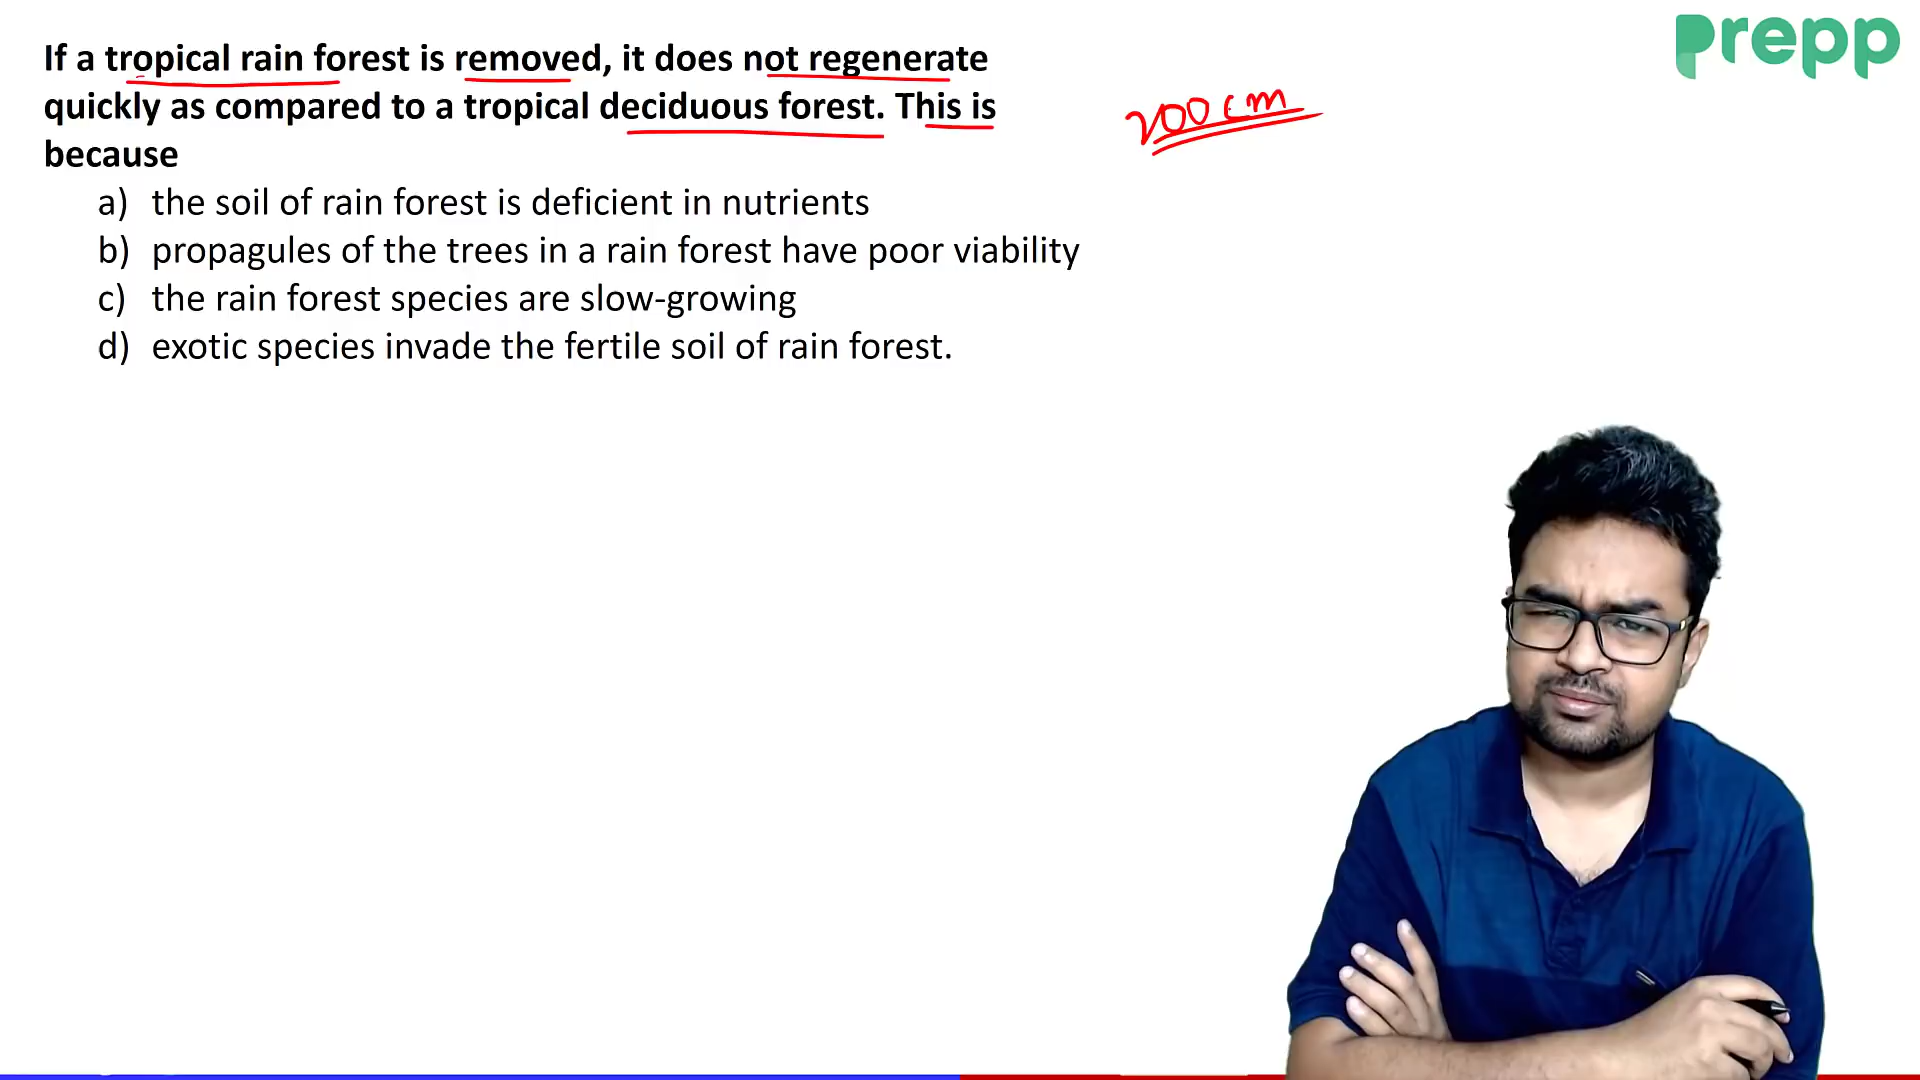 prepp
If a tropical rain forest is removed, it does not regenerate
quickly as compared to a tropical deciduous forest. This is
because
200 cm
a) the soil of rain forest is deficient in nutrients
b) propagules of the trees in a rain forest have poor viability
c) the rain forest species are slow-growing
d) exotic species invade the fertile soil of rain forest.